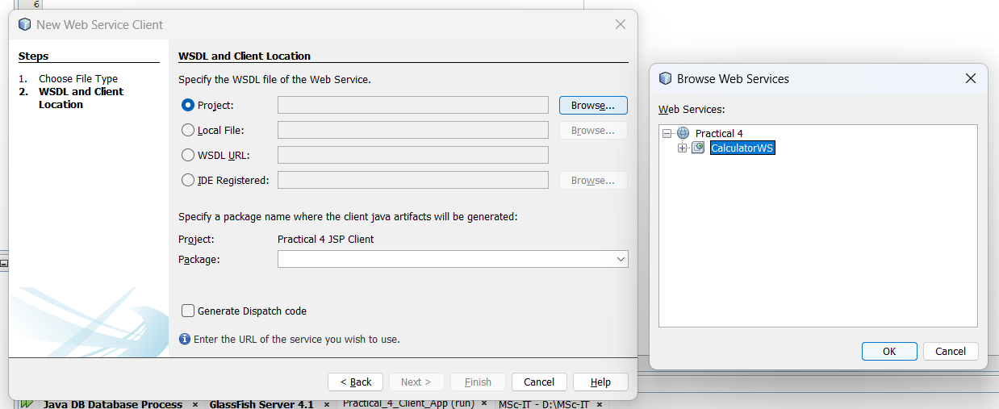 6
New Web Service Client
Steps
1. Choose File Type
2. WSDL and Client
Location
WSDL and Client Location
Specify the WSDL file of the Web Service.
Project: Browse...
Local File: Browse...
WSDL URL:
IDE Registered: Browse...
Specify a package name where the client java artifacts will be generated:
Project: Practical 4 JSP Client
Package:
Generate Dispatch code
Enter the URL of the service you wish to use.
< Back Next > Finish Cancel Help
Browse Web Services
Web Services:
Practical 4
CalculatorWS
OK Cancel
Java DB Database Process × GlassFish Server 4.1 × Practical_4_Client_App (run) × MSc-IT - D:\MSc-IT ×